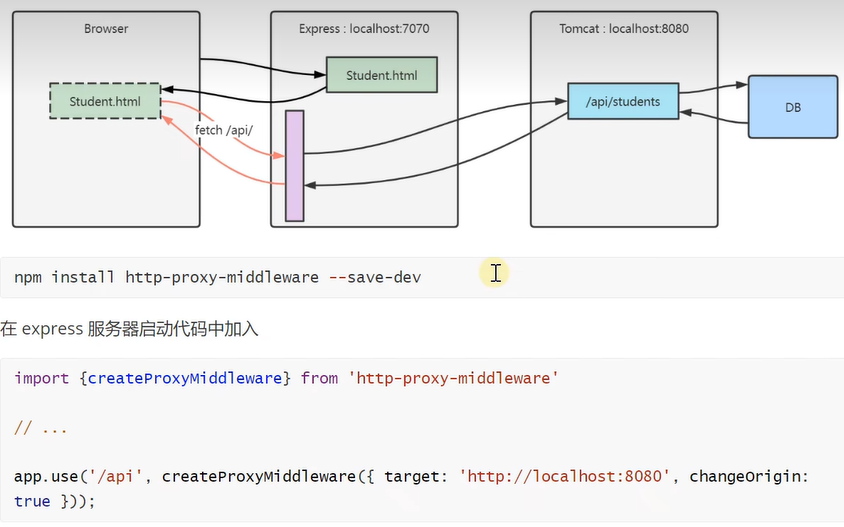 Browser
Express : localhost:7070
Tomcat : localhost:8080
Student.html
Student.html
/api/students
DB
fetch /api/
npm install http-proxy-middleware --save-dev
在 express 服务器启动代码中加入
import {createProxyMiddleware} from 'http-proxy-middleware'
// ...
app.use('/api', createProxyMiddleware({ target: 'http://localhost:8080', changeOrigin:
true }));